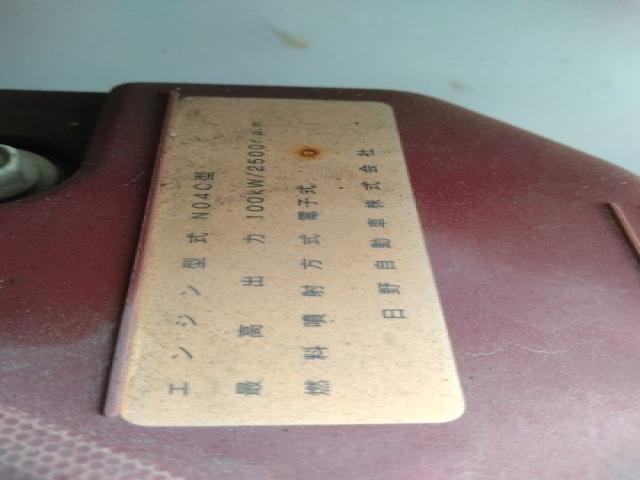 エンジン型式 N04C型
最高出力 100kW/2500r.p.m.
燃料噴射方式 電子式
日野自動車株式会社